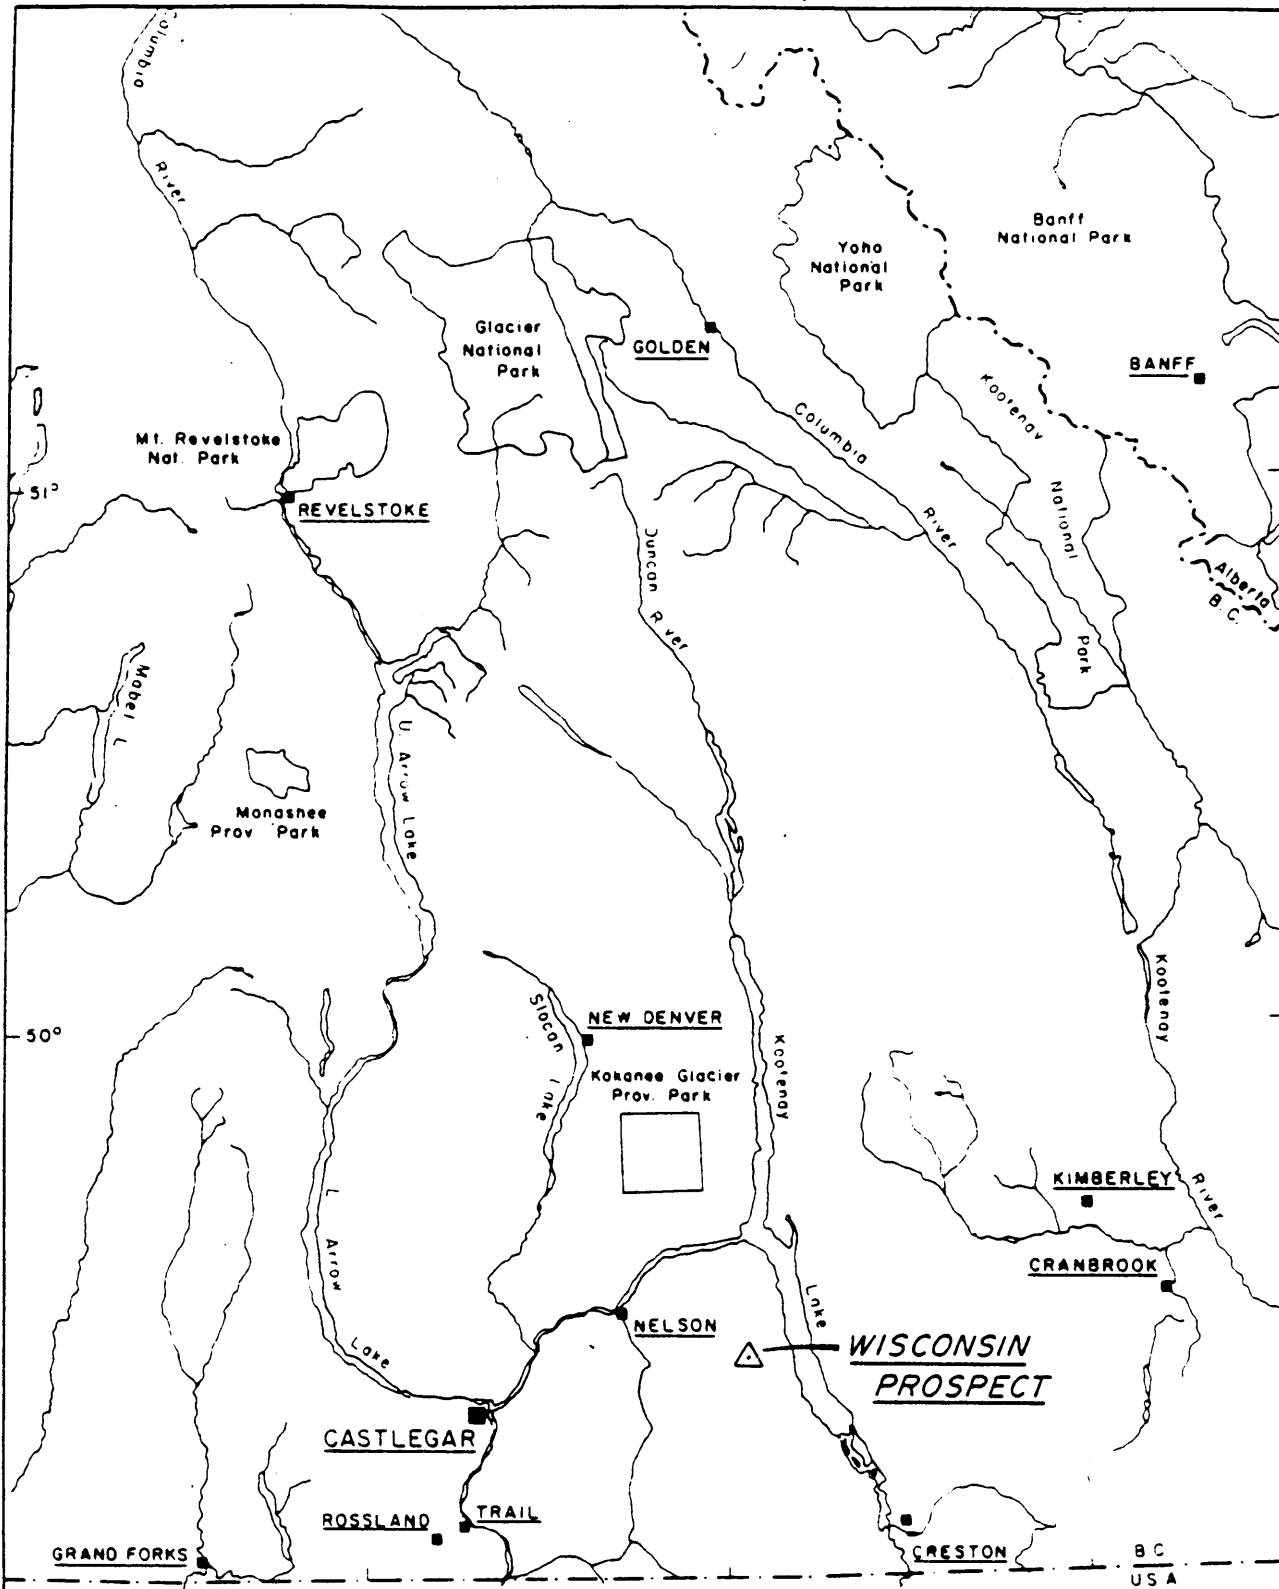 Columbia
River
Banff
National Park
Yoho
National
Park
Glacier
National
Park
GOLDEN
BANFF
Kootenay
National
Park
Columbia
River
Mt. Revelstoke
Nat. Park
51°
REVELSTOKE
Duncan
River
Alberta
B.C.
Mabel L.
U. Arrow Lake
Monashee
Prov Park
Slocan
Lake
NEW DENVER
50°
Kokanee Glacier
Prov. Park
Kootenay
Lake
Kootenay
River
KIMBERLEY
CRANBROOK
L Arrow
Lake
NELSON
WISCONSIN
PROSPECT
CASTLEGAR
ROSSLAND
TRAIL
GRAND FORKS
CRESTON
B C
U S A